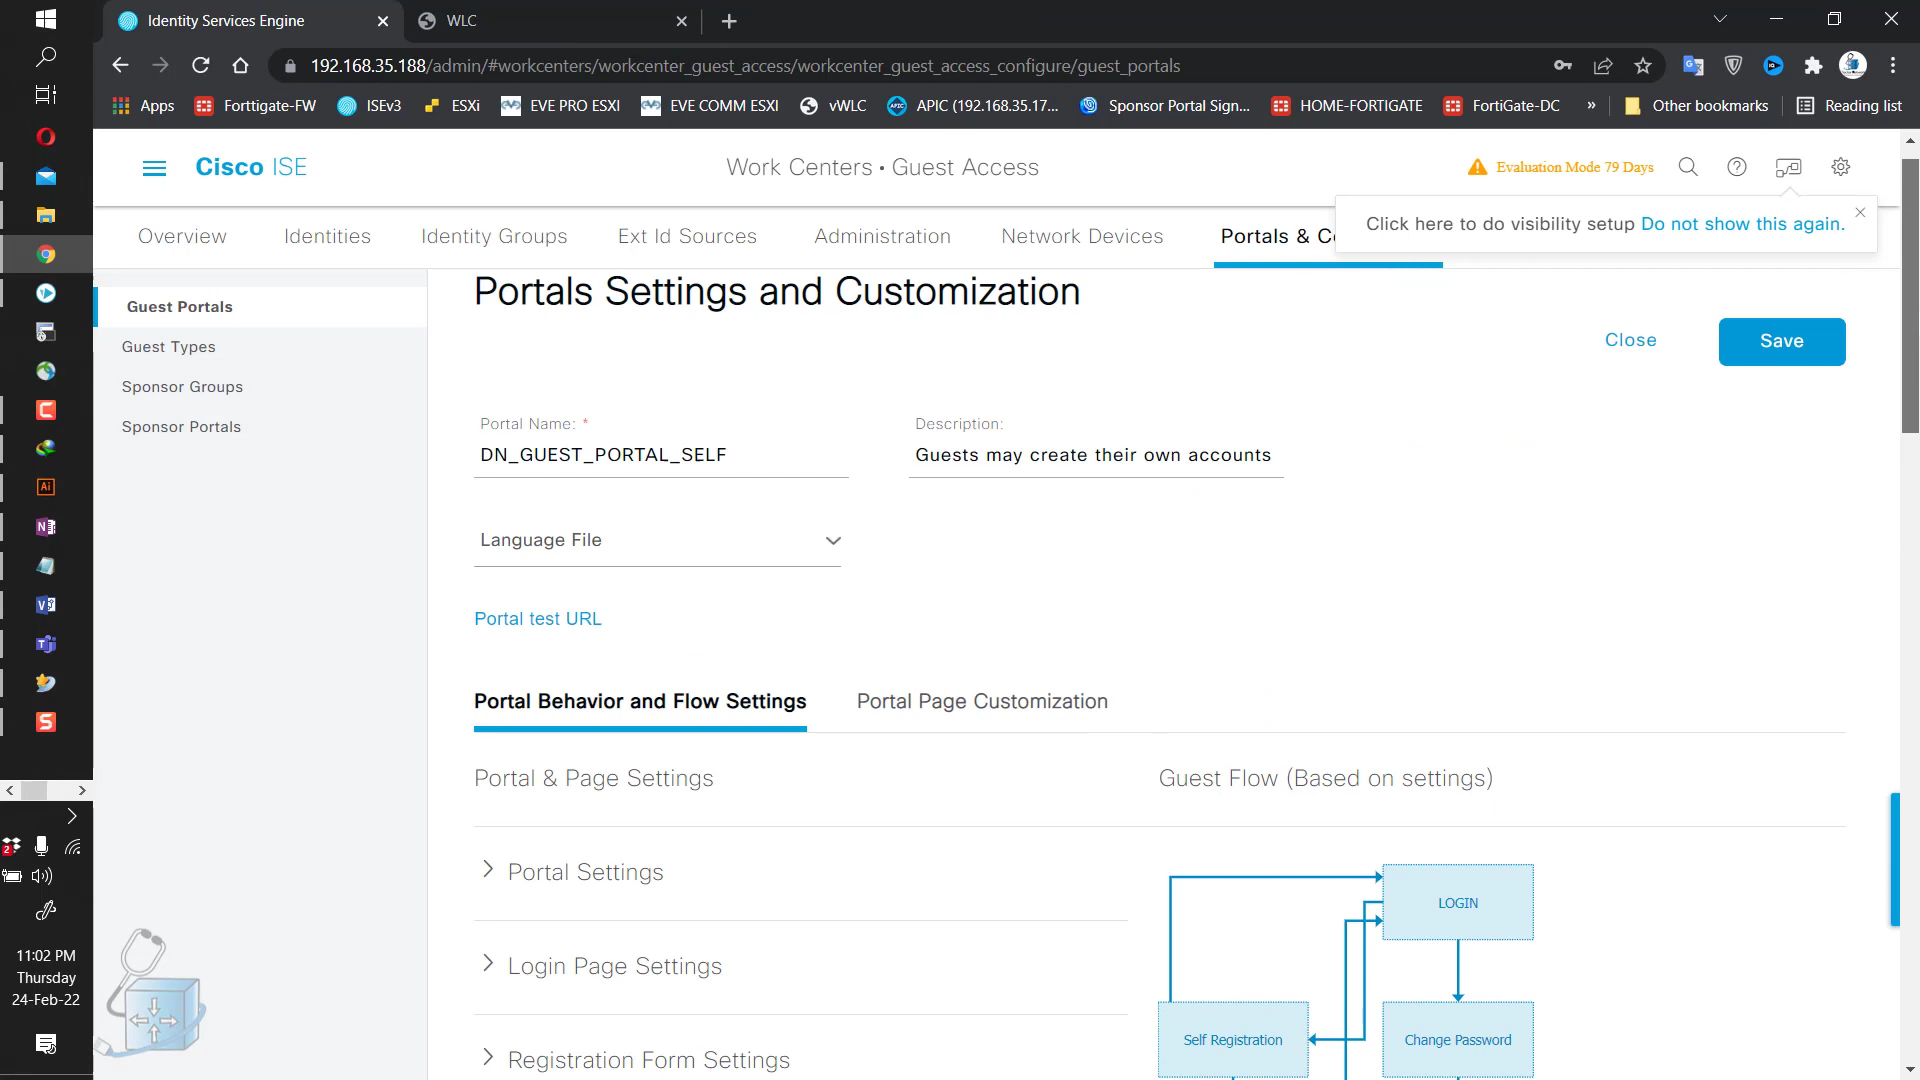 Identity Services Engine
WLC
192.168.35.188/admin/#workcenters/workcenter_guest_access/workcenter_guest_access_configure/guest_portals
Apps
Forttigate-FW
ISEv3
ESXi
EVE PRO ESXI
EVE COMM ESXI
vWLC
APIC (192.168.35.17...
Sponsor Portal Sign...
HOME-FORTIGATE
FortiGate-DC
»
Other bookmarks
Reading list
Cisco ISE
Work Centers • Guest Access
Evaluation Mode 79 Days
Click here to do visibility setup Do not show this again.
Overview
Identities
Identity Groups
Ext Id Sources
Administration
Network Devices
Portals & C
Guest Portals
Guest Types
Sponsor Groups
Sponsor Portals
Portals Settings and Customization
Close
Save
Portal Name: *
DN_GUEST_PORTAL_SELF
Description:
Guests may create their own accounts
Language File
Portal test URL
Portal Behavior and Flow Settings
Portal Page Customization
Portal & Page Settings
Guest Flow (Based on settings)
Portal Settings
Login Page Settings
Registration Form Settings
LOGIN
Self Registration
Change Password
11:02 PM
Thursday
24-Feb-22